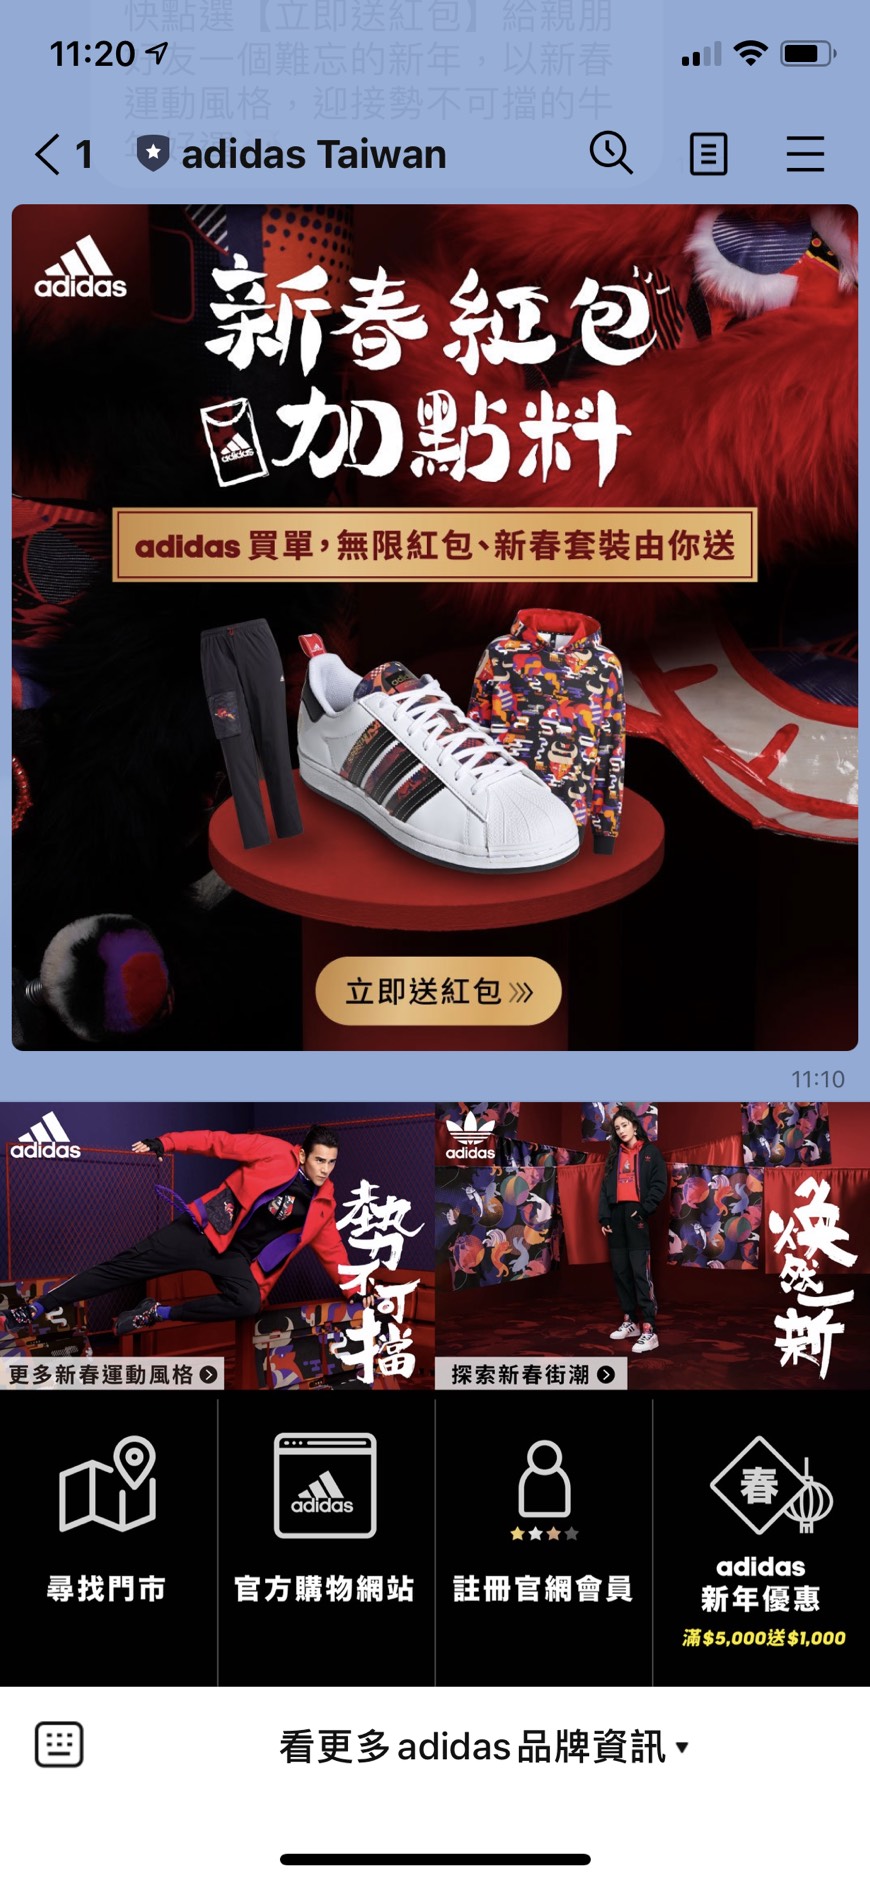 快點選【立即送紅包】給親朋
11:20
好友一個難忘的新年，以新春
運動風格，迎接勢不可擋的牛
1 adidas Taiwan
adidas
新春紅包
adidas
加點料
adidas 買單，無限紅包、新春套裝由你送
立即送紅包
11:10
adidas
勢不可擋
更多新春運動風格
adidas
煥然一新
探索新春街潮
尋找門市
adidas
官方購物網站
註冊官網會員
春
adidas
新年優惠
滿$5,000送$1,000
看更多adidas品牌資訊